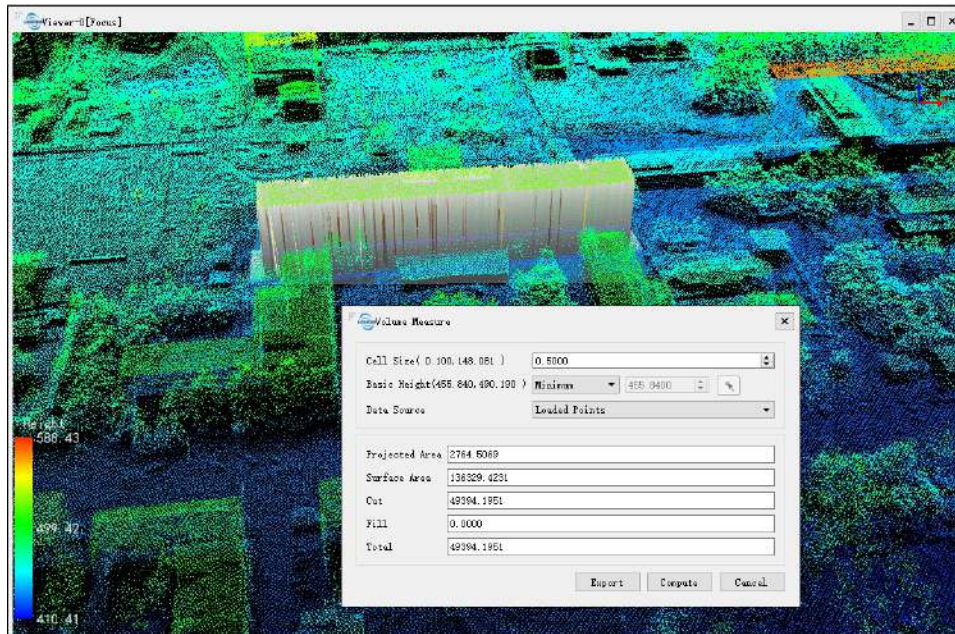 Viewer-0[Focus]
Volume Measure
Cell Size( 0.100,148.081 ) 0.5000
Basic Height(455.840,490.190 ) Minimum 455.8400
Data Source Loaded Points
Projected Area 2764.5069
Surface Area 136329.4231
Cut 49394.1951
Fill 0.0000
Total 49394.1951
Export Compute Cancel
Height
588.43
499.42
410.41